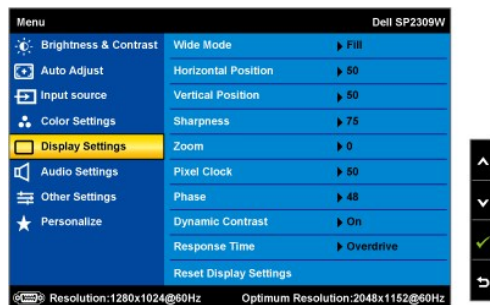 Menu Dell SP2309W
Brightness & Contrast Wide Mode Fill
Auto Adjust Horizontal Position 50
Input source Vertical Position 50
Color Settings Sharpness 75
Display Settings Zoom 0
Audio Settings Pixel Clock 50
Other Settings Phase 48
Personalize Dynamic Contrast On
Response Time Overdrive
Reset Display Settings
Resolution:1280x1024@60Hz Optimum Resolution:2048x1152@60Hz